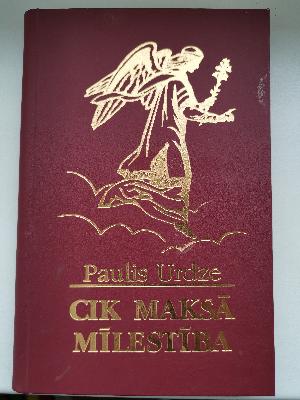 Paulis Urdze
CIK MAKSĀ
MĪLESTĪBA